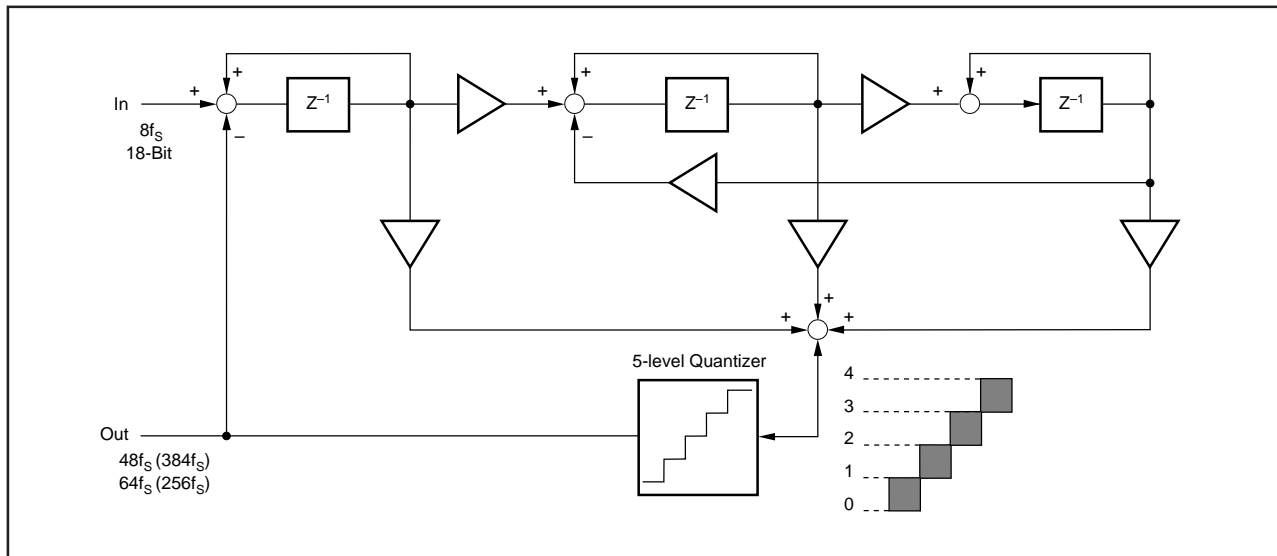 + + +
In + Z⁻¹ + Z⁻¹ + Z⁻¹
− −
8fS
18-Bit
+
+ +
5-level Quantizer
4
3
Out
2
48fS (384fS)
1
64fS (256fS)
0